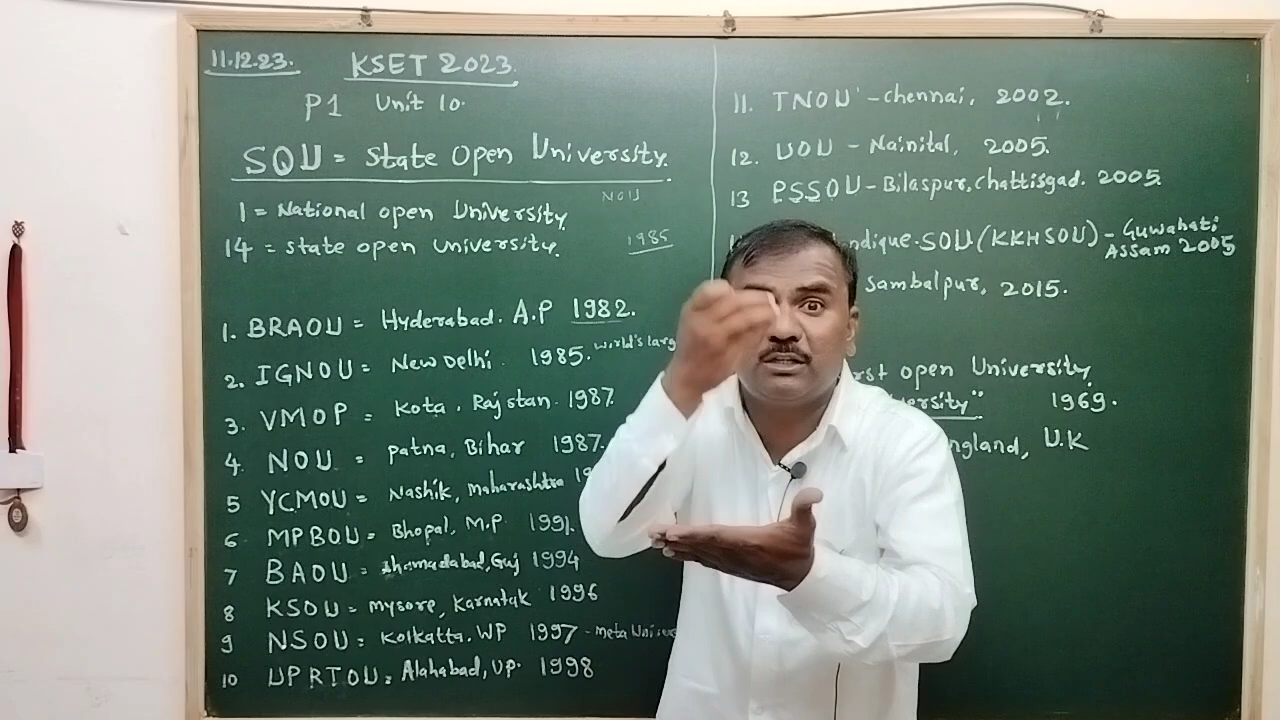 11.12.23.
KSET 2023.
P1 Unit 10.
SOU = State Open University.
1 = National open University NOU
14 = state open university. 1985
1. BRAOU = Hyderabad. A.P 1982.
2. IGNOU = New Delhi 1985. world's
3. VMOP = Kota. Rajstan. 1987.
4. NOU = Patna, Bihar 1987.
5 YCMOU = Nashik, Maharashtra
6 MPBOU = Bhopal, M.P. 1991.
7 BAOU = Ahamadabad, Guj 1994
8 KSOU = mysore, Karnatak 1996
9 NSOU = Kolkatta. WP 1997 - meta
10 UPRTOU = Alahabad, UP. 1998
11. TNOU - chennai, 2002.
12. UOU - Nainital, 2005.
13 PSSOU - Bilaspur, chattisgad. 2005
SOU (KKHSOU) - Guwahati
Assam 2005
Sambalpur, 2015.
open University
1969.
U.K